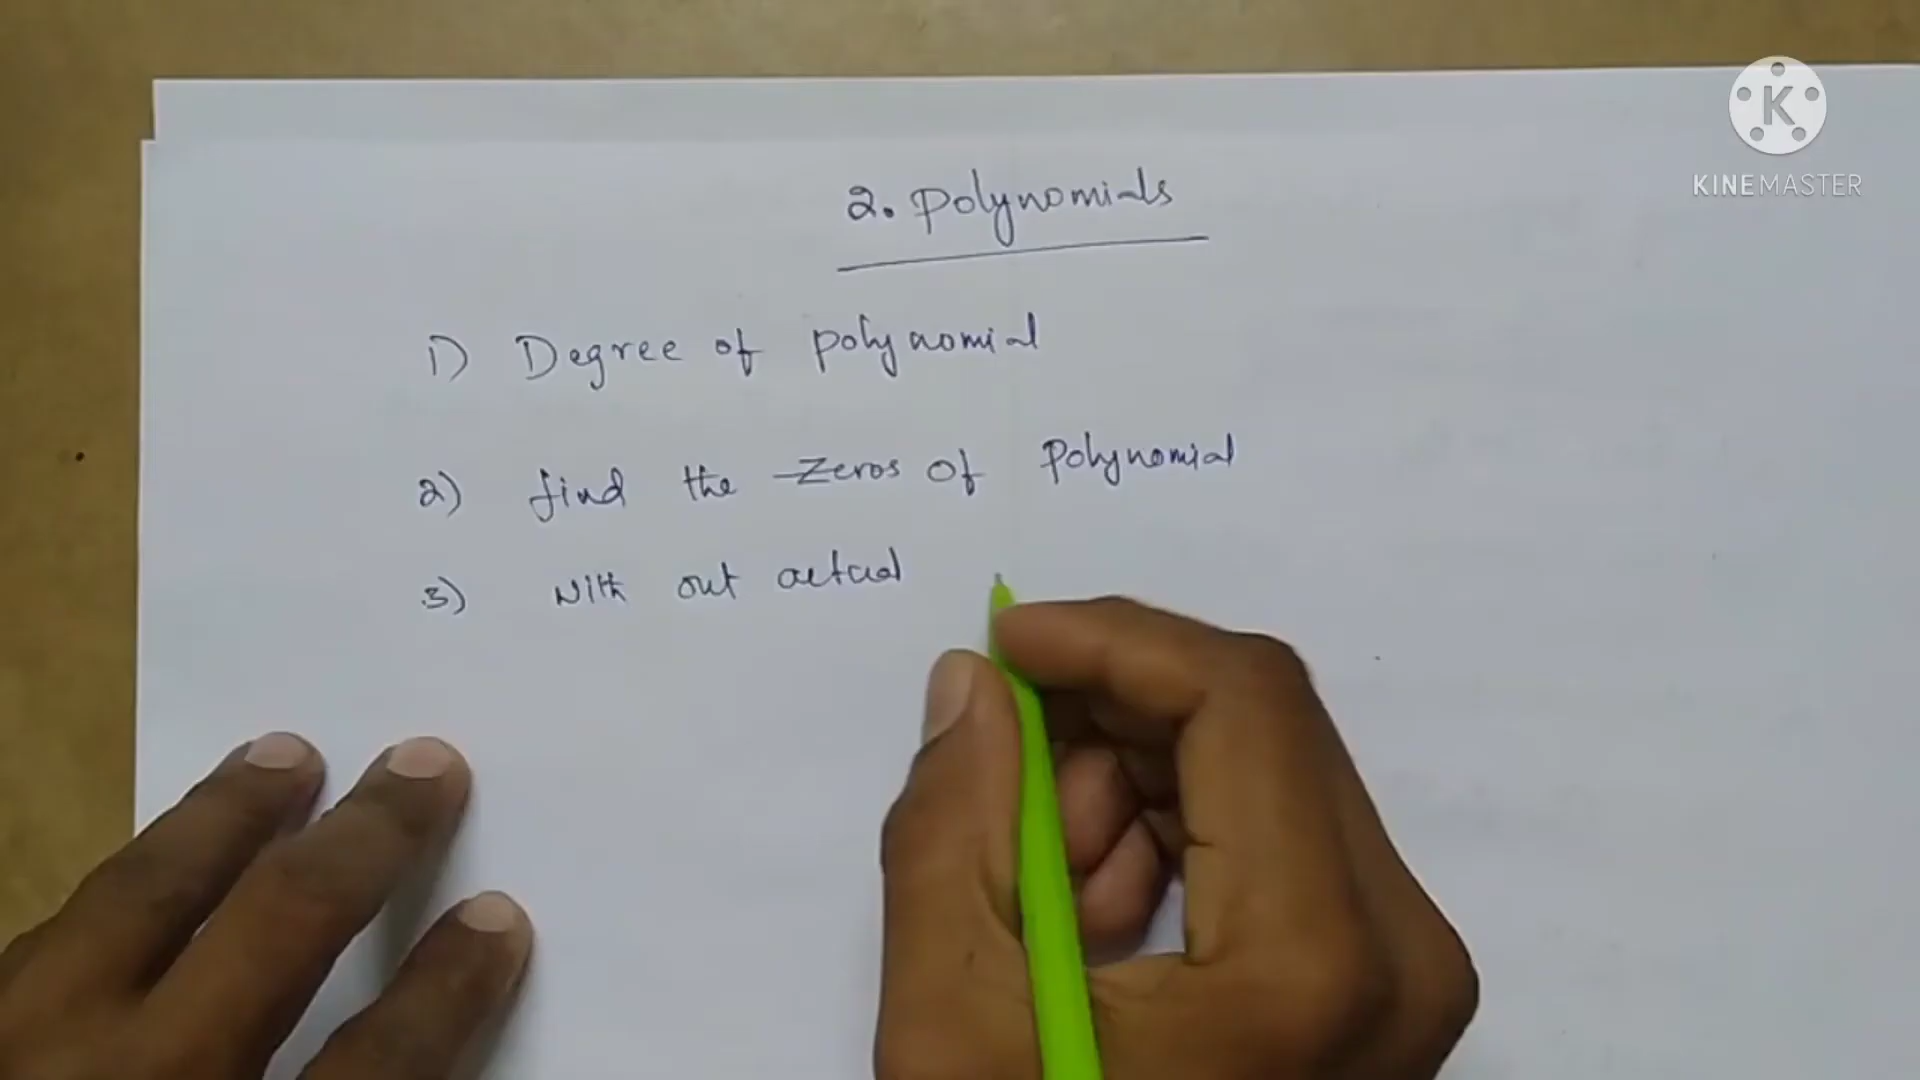 K
KINEMASTER
2. Polynomials
1) Degree of polynomial
2) find the zeros of Polynomial
3) With out actual